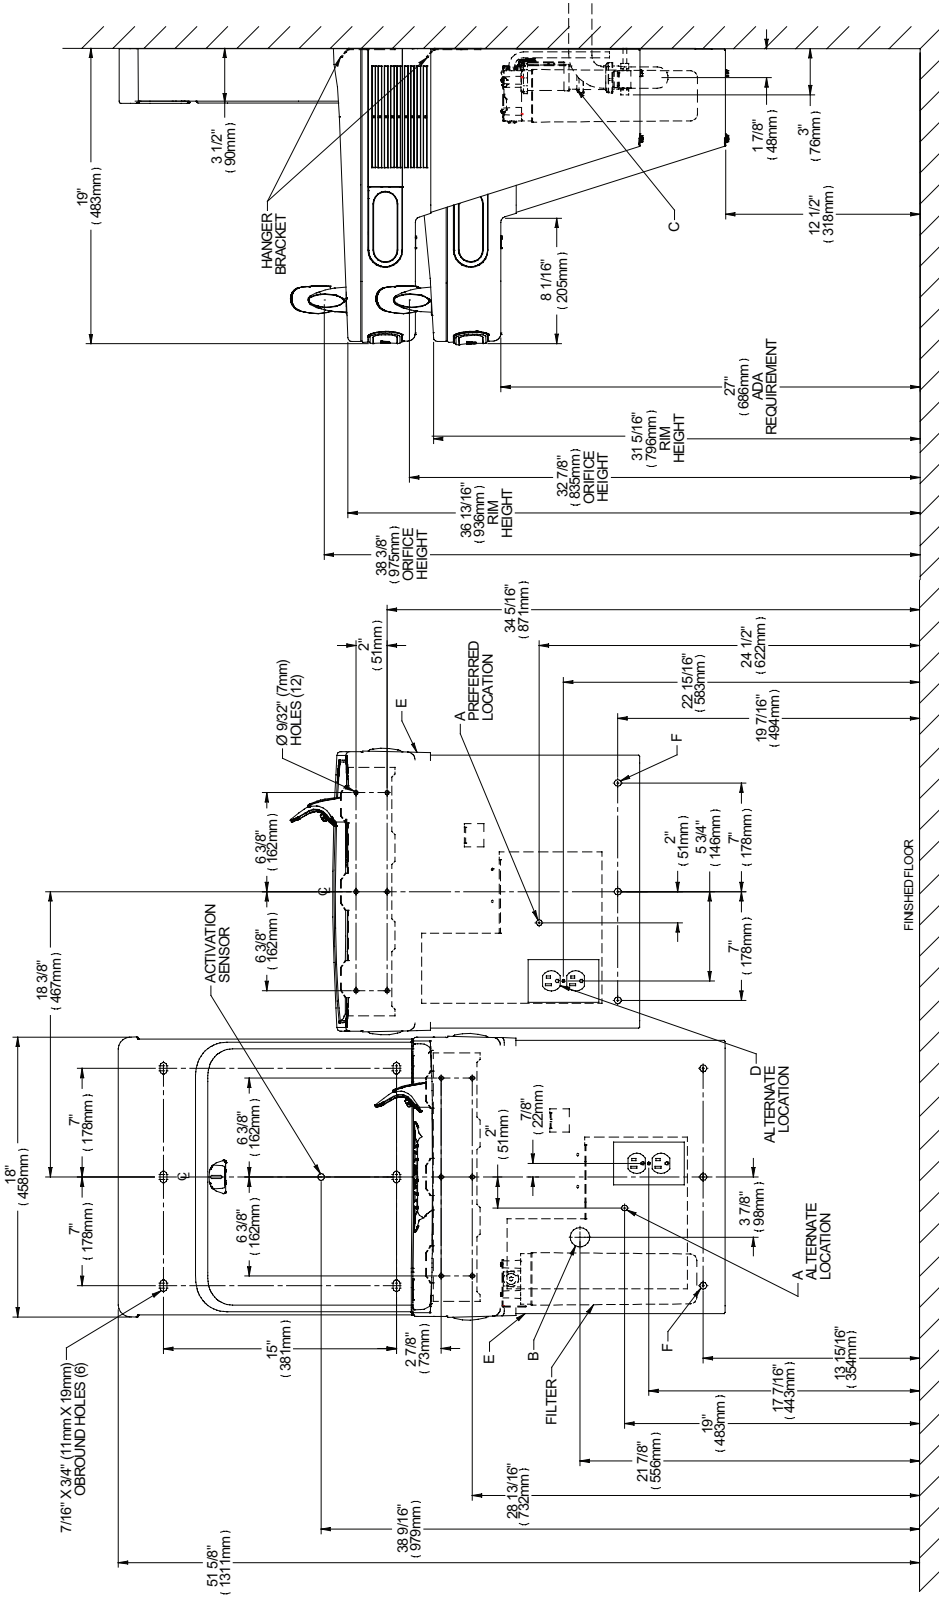 7/16" X 3/4" (11mm X 19mm)
OBROUND HOLES (6)
18"
( 458mm )
18 3/8"
( 467mm )
7"
( 178mm )
7"
( 178mm )
ACTIVATION
SENSOR
6 3/8"
( 162mm )
6 3/8"
( 162mm )
6 3/8"
( 162mm )
6 3/8"
( 162mm )
Ø 9/32" (7mm)
HOLES (12)
15"
( 381mm )
2 7/8"
( 73mm )
2"
( 51mm )
E
A
PREFERRED
LOCATION
34 5/16"
( 871mm )
2"
( 51mm )
7/8"
( 22mm )
E
B
FILTER
F
F
D
ALTERNATE
LOCATION
A
ALTERNATE
LOCATION
3 7/8"
( 98mm )
2"
( 51mm )
5 3/4"
( 146mm )
7"
( 178mm )
7"
( 178mm )
22 15/16"
( 583mm )
24 1/2"
( 622mm )
19 7/16"
( 494mm )
51 5/8"
( 1311mm )
38 9/16"
( 979mm )
28 13/16"
( 732mm )
21 7/8"
( 556mm )
19"
( 483mm )
17 7/16"
( 443mm )
13 15/16"
( 354mm )
FINISHED FLOOR
19"
( 483mm )
3 1/2"
( 90mm )
HANGER
BRACKET
C
8 1/16"
( 205mm )
1 7/8"
( 48mm )
3"
( 76mm )
12 1/2"
( 318mm )
27"
( 686mm )
ADA
REQUIREMENT
31 5/16"
( 796mm )
RIM
HEIGHT
32 7/8"
( 835mm )
ORIFICE
HEIGHT
36 13/16"
( 936mm )
RIM
HEIGHT
38 3/8"
( 975mm )
ORIFICE
HEIGHT